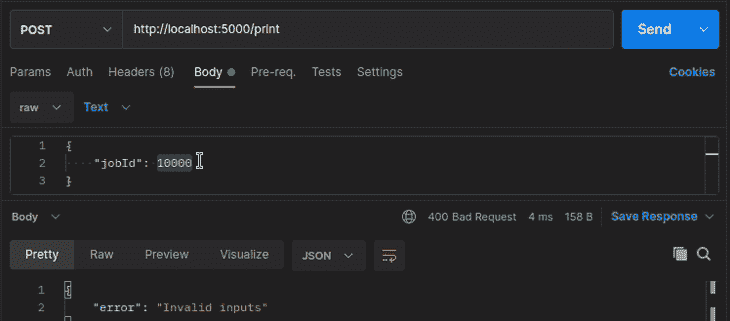 POST http://localhost:5000/print Send
Params Auth Headers (8) Body Pre-req. Tests Settings Cookies
raw Text
1 {
2 "jobId": 10000
3 }
Body 400 Bad Request 4 ms 158 B Save Response
Pretty Raw Preview Visualize JSON
1 {
2 "error": "Invalid inputs"